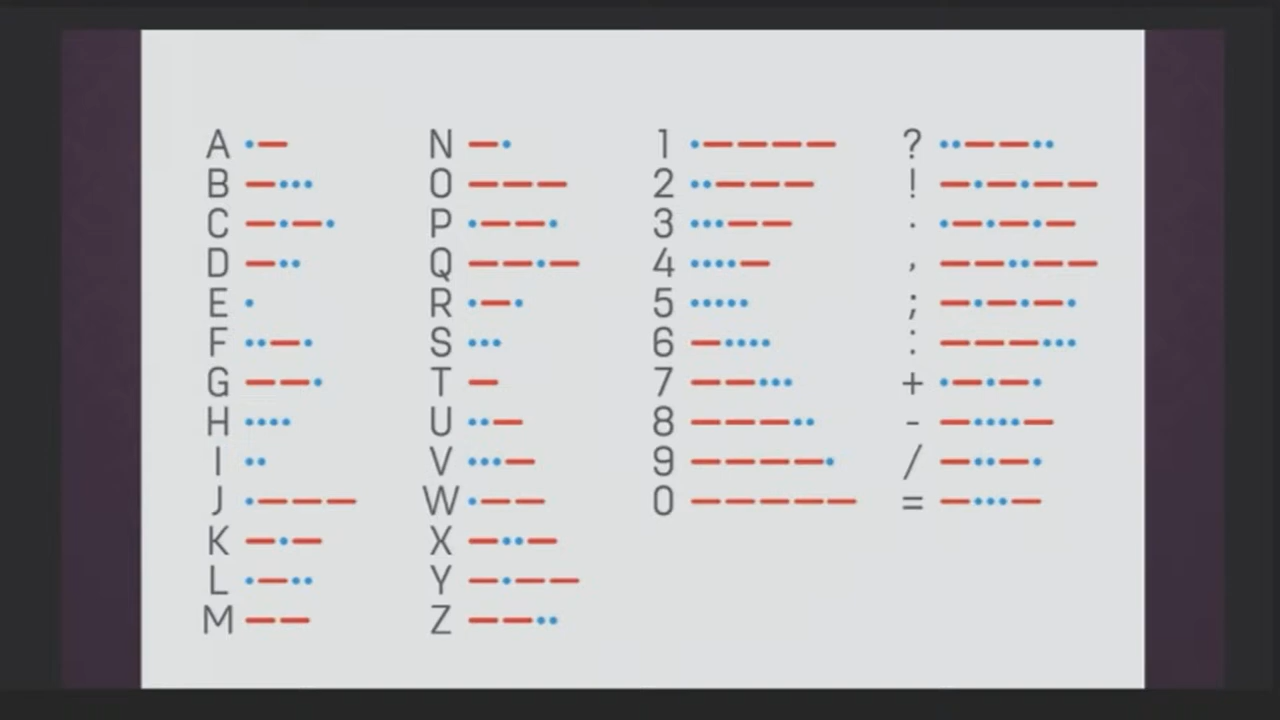 A •— N —• 1 •———— ? ••——••
B —••• O ——— 2 ••——— ! —•—•——
C —•—• P •——• 3 •••—— . •—•—•—
D —•• Q ——•— 4 ••••— , ——••——
E • R •—• 5 ••••• ; —•—•—•
F ••—• S ••• 6 —•••• : ———•••
G ——• T — 7 ——••• + •—•—•
H •••• U ••— 8 ———•• - —••••—
I •• V •••— 9 ————• / —••—•
J •——— W •—— 0 ————— = —•••—
K —•— X —••—
L •—•• Y —•——
M —— Z ——••